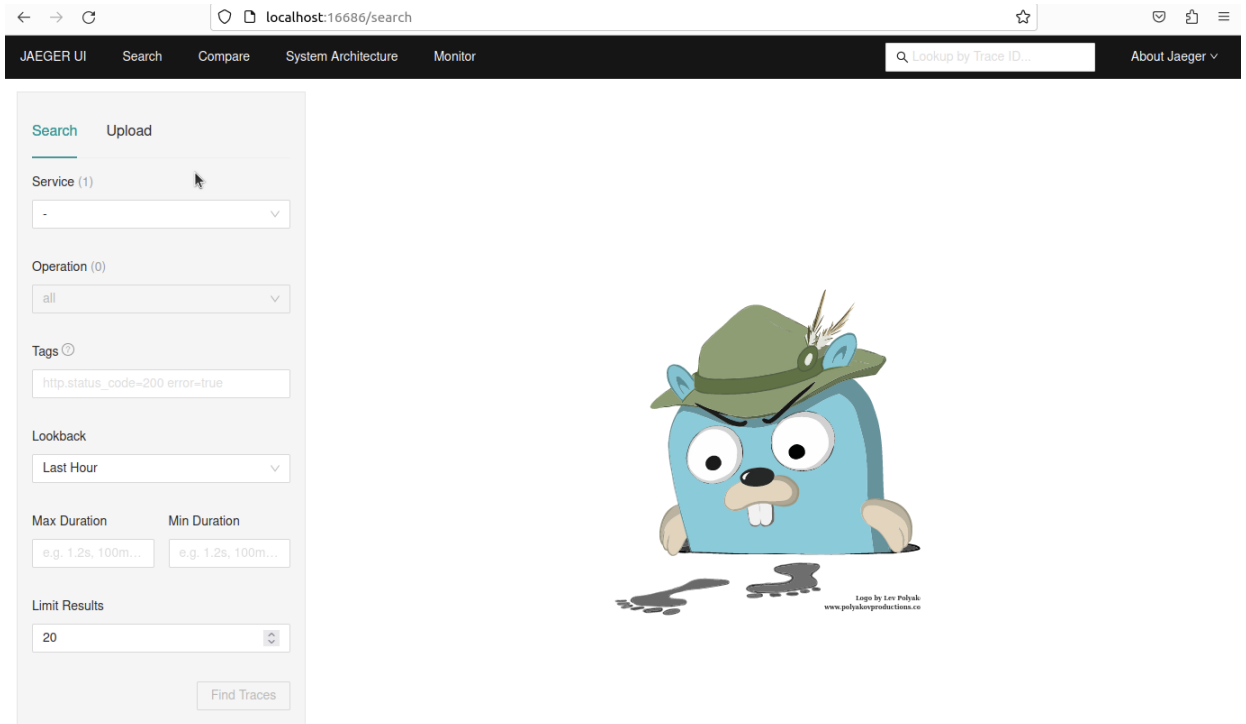 localhost:16686/search
JAEGER UI Search Compare System Architecture Monitor Lookup by Trace ID... About Jaeger
Search Upload
Service (1)
-
Operation (0)
all
Tags
http.status_code=200 error=true
Lookback
Last Hour
Max Duration Min Duration
e.g. 1.2s, 100m... e.g. 1.2s, 100m...
Limit Results
20
Find Traces
Logo by Lev Polyak
www.polyakovproductions.co